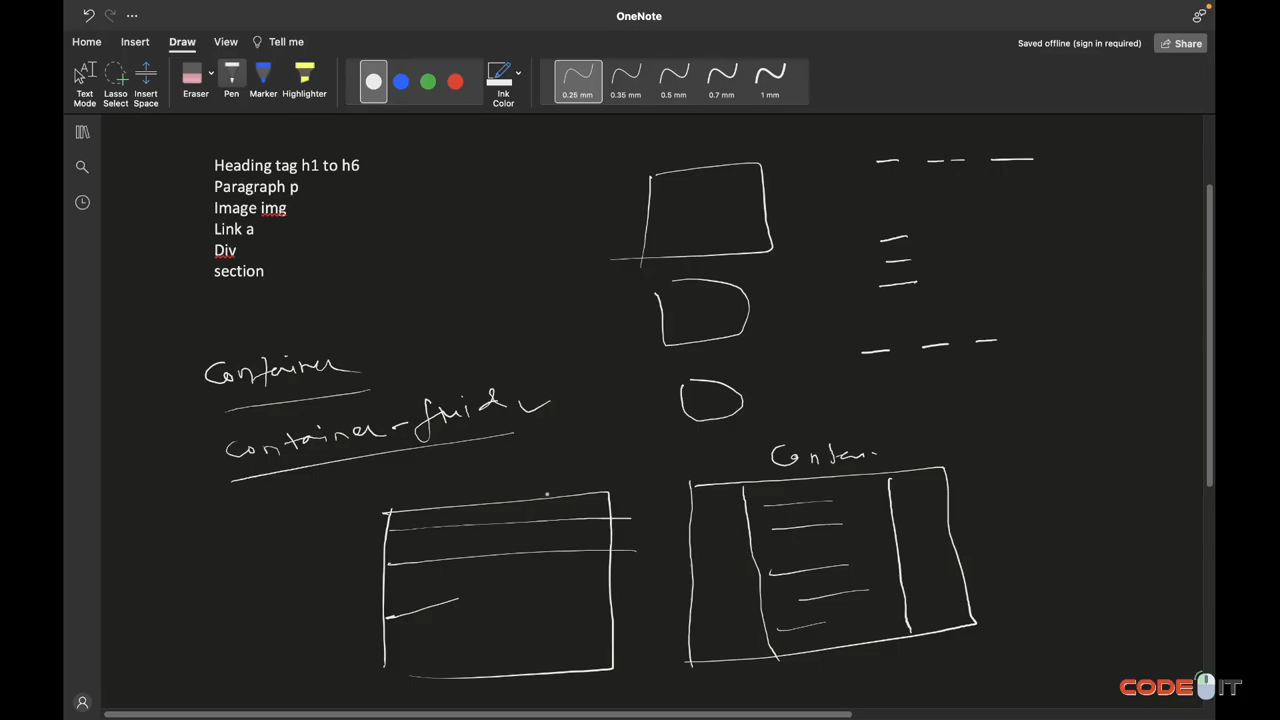 OneNote
Home Insert Draw View Tell me
Saved offline (sign in required) Share
Text Mode
Lasso Select
Insert Space
Eraser
Pen
Marker
Highlighter
Ink Color
0.25 mm 0.35 mm 0.5 mm 0.7 mm 1 mm
Heading tag h1 to h6
Paragraph p
Image img
Link a
Div
section
Container
Container-fluid
CODE IT